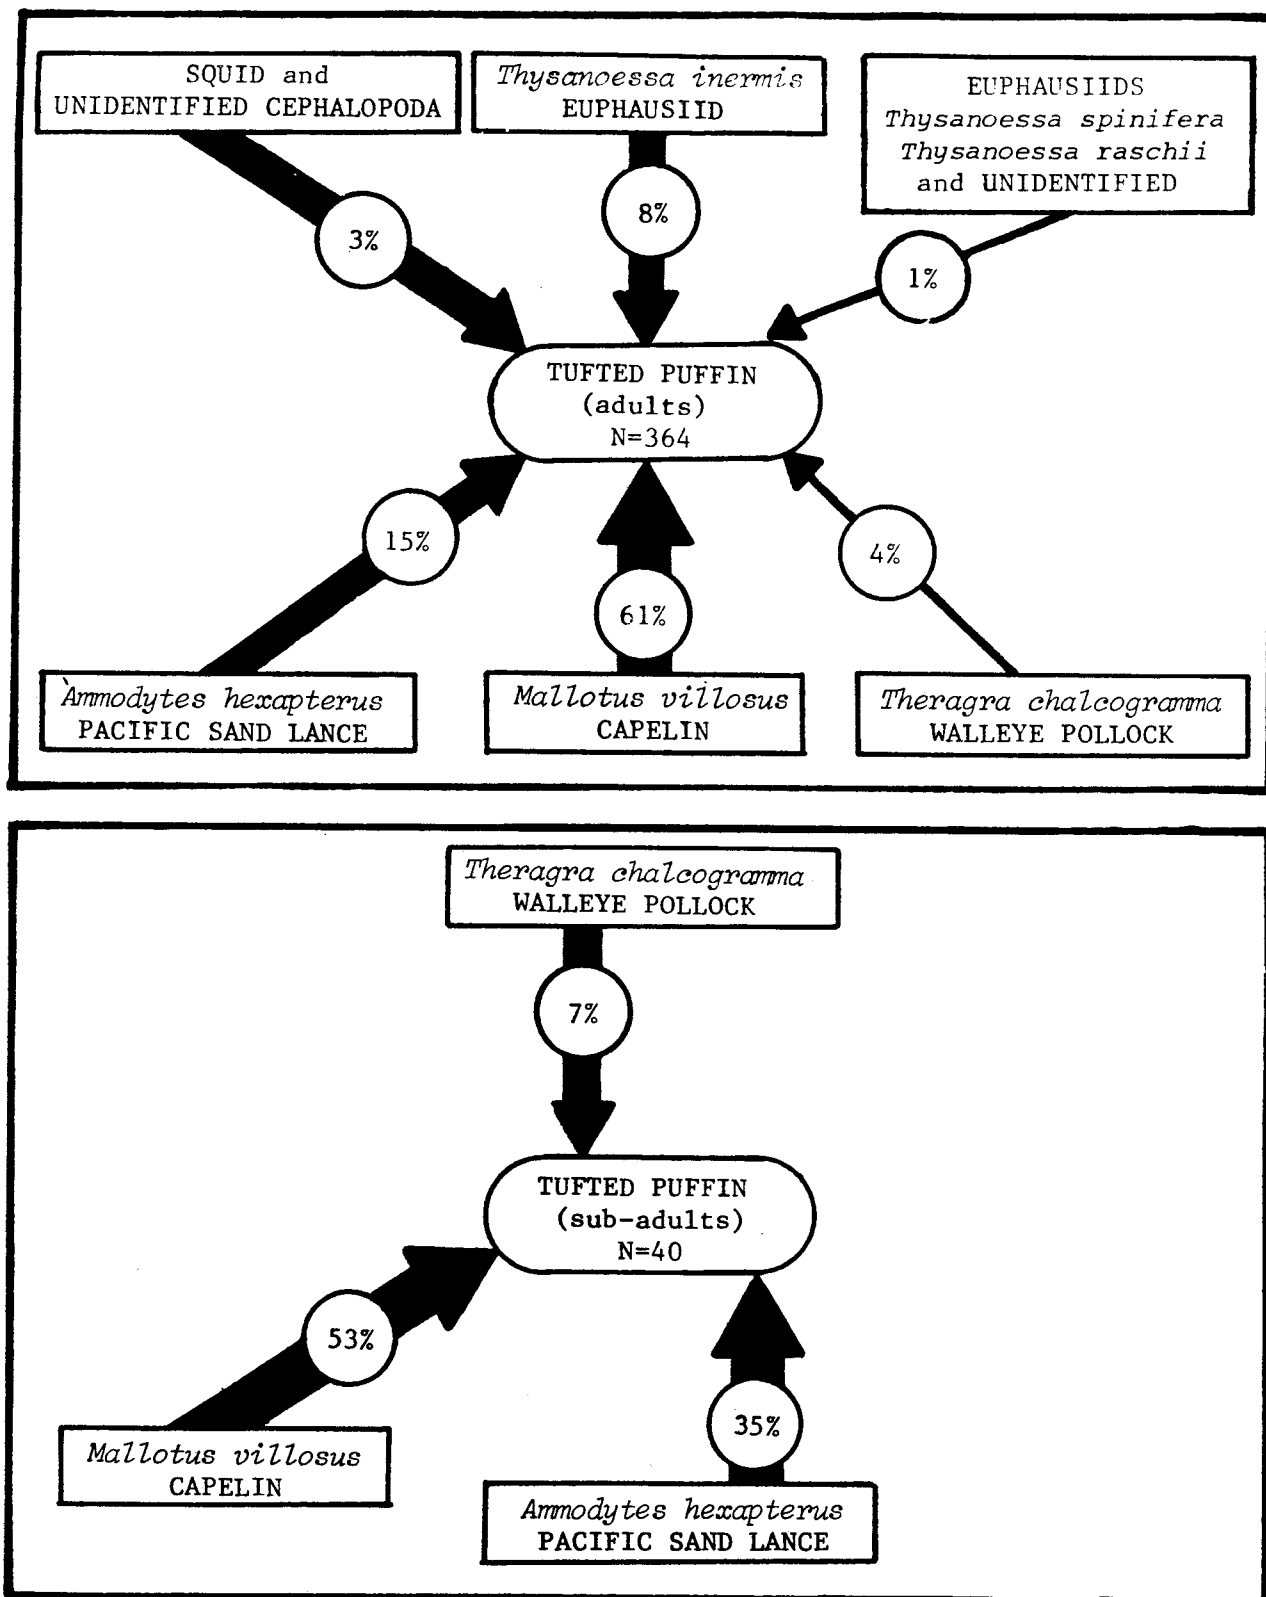 SQUID and
UNIDENTIFIED CEPHALOPODA
Thysanoessa inermis
EUPHAUSIID
EUPHAUSIIDS
Thysanoessa spinifera
Thysanoessa raschii
and UNIDENTIFIED
3%
8%
1%
TUFTED PUFFIN
(adults)
N=364
15%
61%
4%
Ammodytes hexapterus
PACIFIC SAND LANCE
Mallotus villosus
CAPELIN
Theragra chalcogramma
WALLEYE POLLOCK
Theragra chalcogramma
WALLEYE POLLOCK
7%
TUFTED PUFFIN
(sub-adults)
N=40
53%
35%
Mallotus villosus
CAPELIN
Ammodytes hexapterus
PACIFIC SAND LANCE